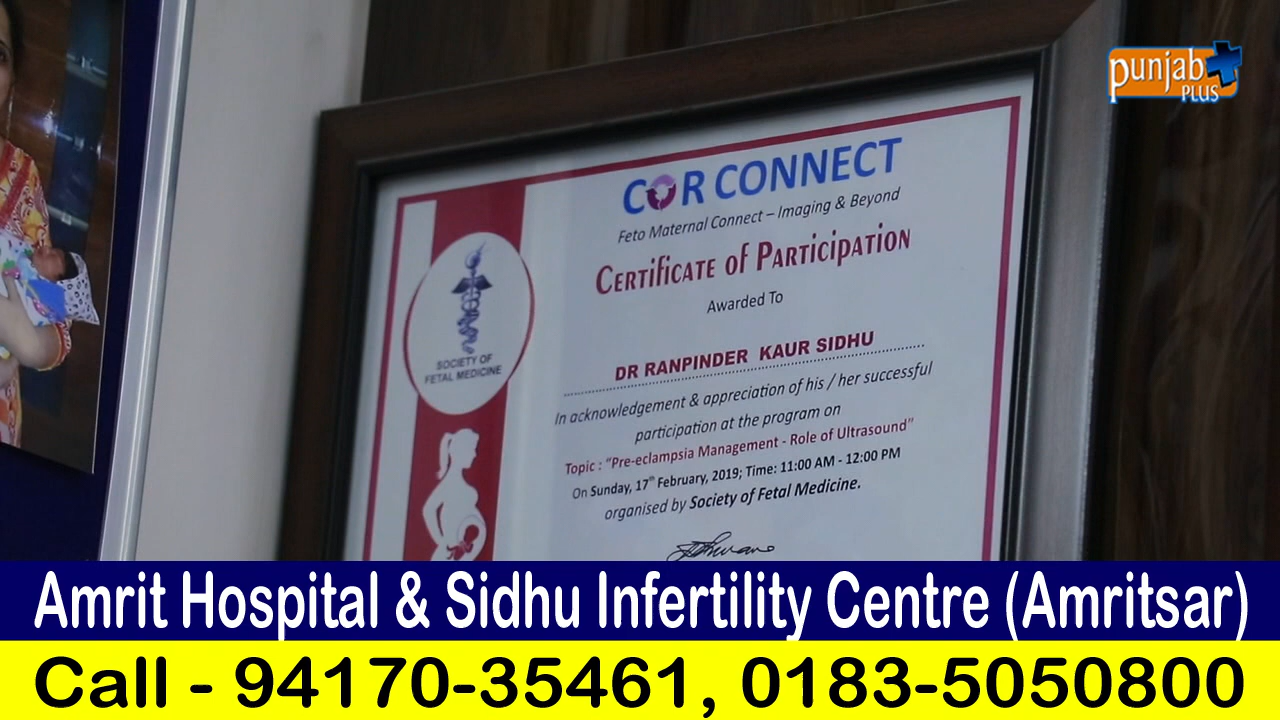 punjab
PLUS
COR CONNECT
Feto Maternal Connect – Imaging & Beyond
Certificate of Participation
Awarded To
DR RANPINDER KAUR SIDHU
In acknowledgement & appreciation of his / her successful
participation at the program on
Topic : "Pre-eclampsia Management - Role of Ultrasound"
On Sunday, 17th February, 2019; Time: 11:00 AM - 12:00 PM
organised by Society of Fetal Medicine.
SOCIETY OF
FETAL MEDICINE
Amrit Hospital & Sidhu Infertility Centre (Amritsar)
Call - 94170-35461, 0183-5050800